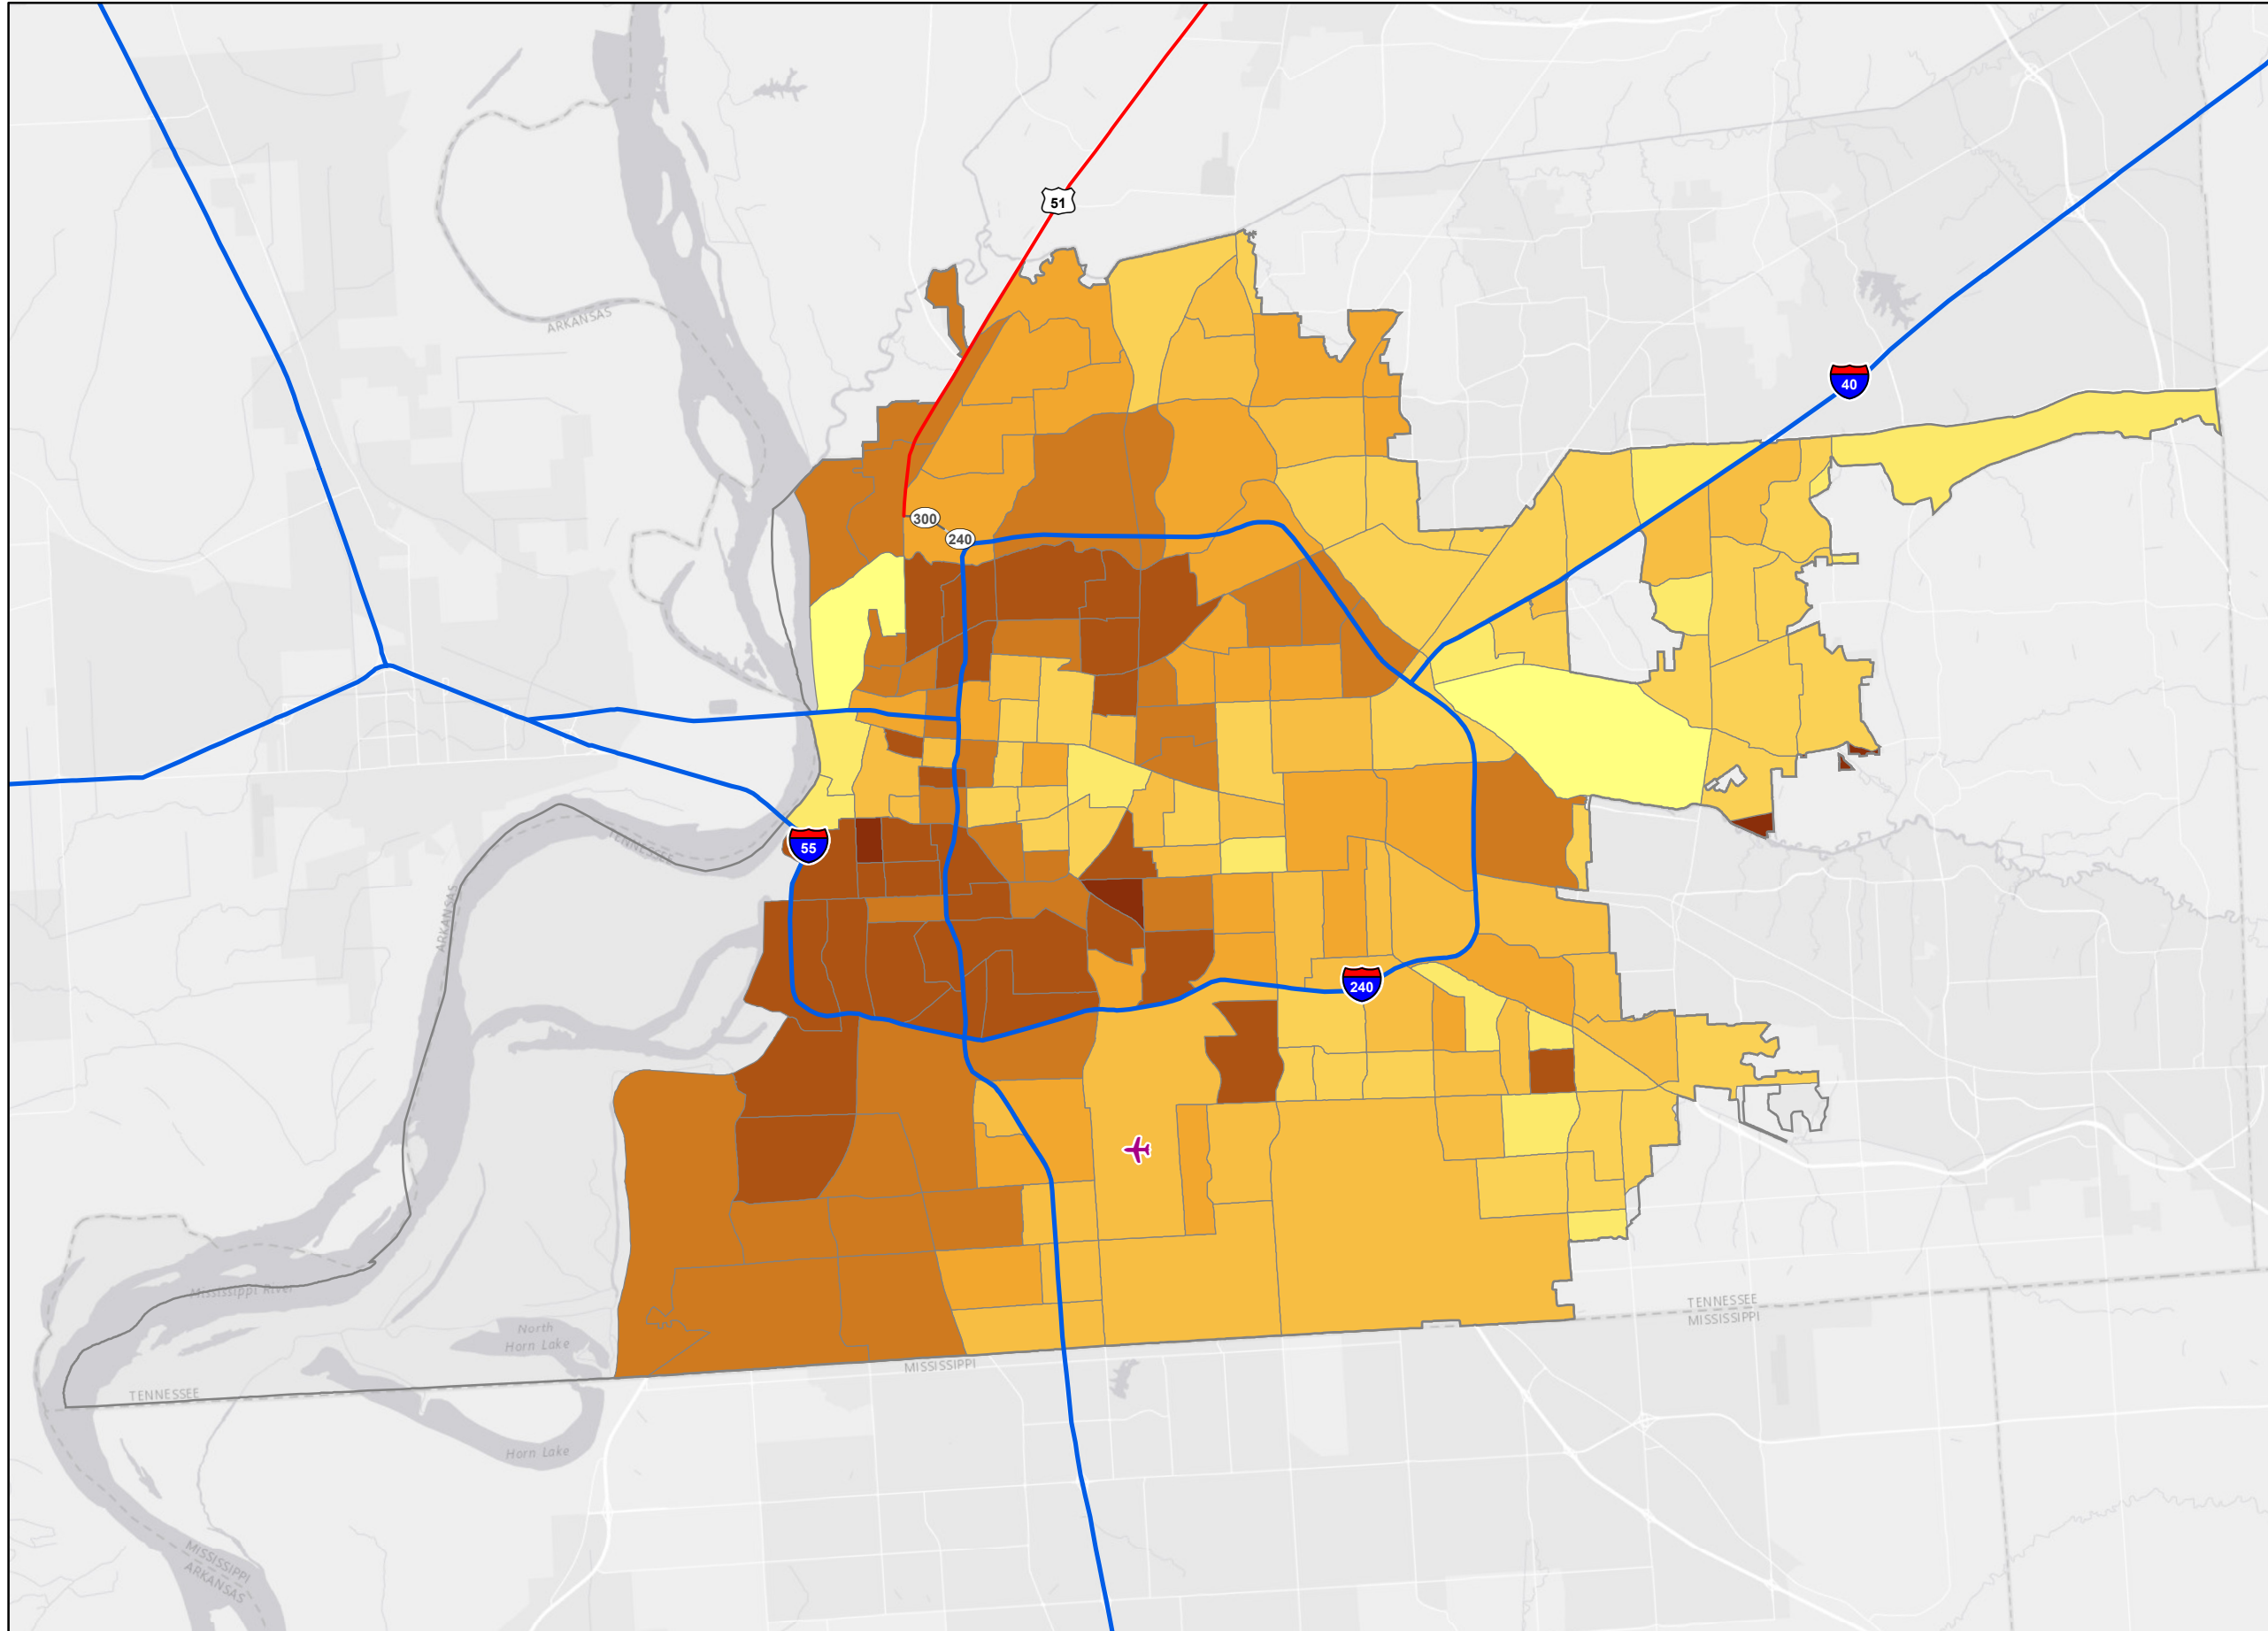 51
ARKANSAS
40
300
240
55
TENNESSEE
ARKANSAS
240
Mississippi River
TENNESSEE
MISSISSIPPI
North
Horn Lake
MISSISSIPPI
TENNESSEE
Horn Lake
MISSISSIPPI
ARKANSAS